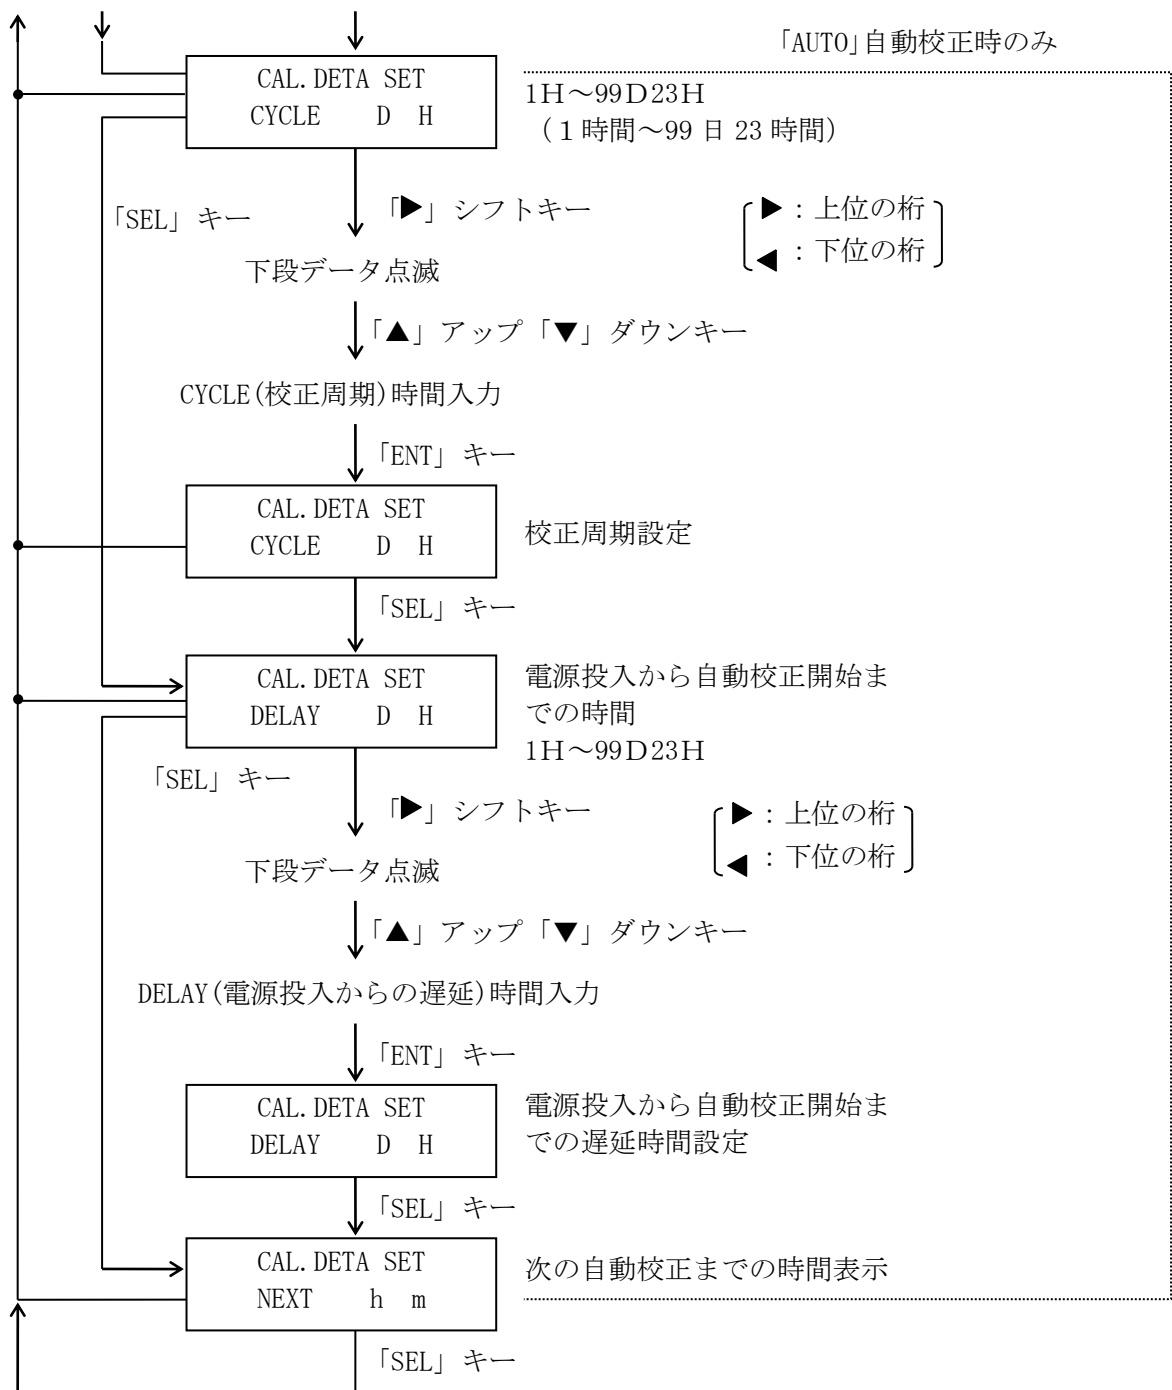 「AUTO」自動校正時のみ
CAL.DETA SET
CYCLE D H
1H～99D23H
（１時間～99日23時間）
「SEL」キー
「▶」シフトキー
▶：上位の桁
◀：下位の桁
下段データ点滅
「▲」アップ「▼」ダウンキー
CYCLE(校正周期)時間入力
「ENT」キー
CAL.DETA SET
CYCLE D H
校正周期設定
「SEL」キー
CAL.DETA SET
DELAY D H
電源投入から自動校正開始ま
での時間
1H～99D23H
「SEL」キー
「▶」シフトキー
▶：上位の桁
◀：下位の桁
下段データ点滅
「▲」アップ「▼」ダウンキー
DELAY(電源投入からの遅延)時間入力
「ENT」キー
CAL.DETA SET
DELAY D H
電源投入から自動校正開始ま
での遅延時間設定
「SEL」キー
CAL.DETA SET
NEXT h m
次の自動校正までの時間表示
「SEL」キー